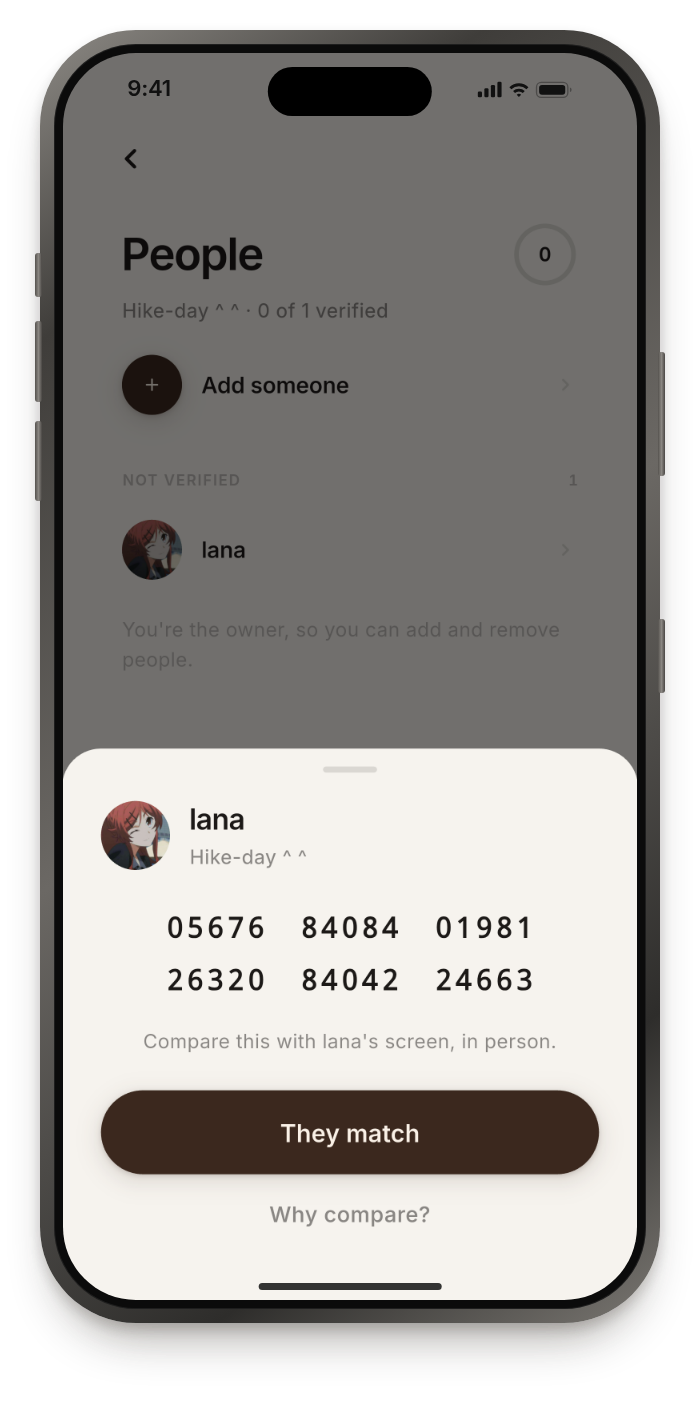 9:41
People
0
Hike-day ^ ^ · 0 of 1 verified
+
Add someone
NOT VERIFIED
1
lana
You're the owner, so you can add and remove
people.
lana
Hike-day ^ ^
05676 84084 01981
26320 84042 24663
Compare this with lana's screen, in person.
They match
Why compare?